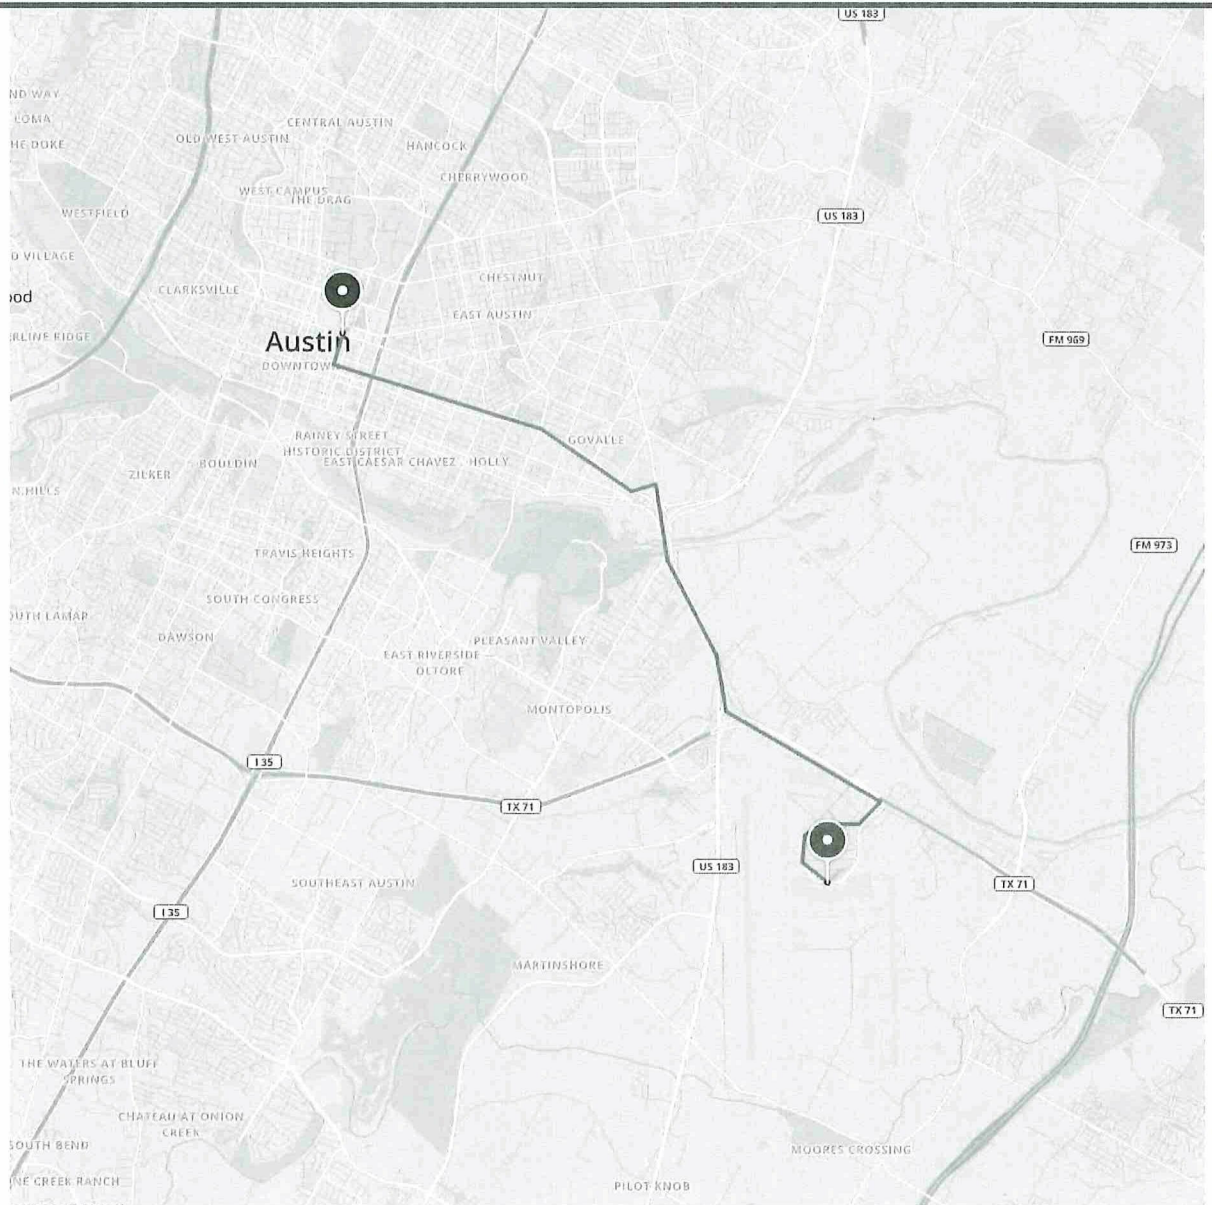 US 183
ND WAY
LOMA
CENTRAL AUSTIN
OLD WEST AUSTIN
HE DOKE
HANCOCK
CHERRYWOOD
WEST CAMPUS
THE DRAG
WESTFIELD
US 183
D VILLAGE
CHESTNUT
CLARKSVILLE
ood
EAST AUSTIN
RLINE RIDGE
Austin
FM 969
DOWNTOWN
RAINEY STREET
HISTORIC DISTRICT
GOVALLE
BOULDIN
EAST CAESAR CHAVEZ
HOLLY
ZILKER
N HILLS
FM 973
TRAVIS HEIGHTS
SOUTH CONGRESS
OUTH LAMAR
DAWSON
PLEASANT VALLEY
EAST RIVERSIDE
OLTORF
MONTOPOLIS
I 35
TX 71
US 183
SOUTHEAST AUSTIN
TX 71
I 35
MARTINSHORE
TX 71
THE WATERS AT BLUFF
SPRINGS
CHATEAU AT ONION
CREEK
SOUTH BEND
MOORES CROSSING
NE CREEK RANCH
PILOT KNOB